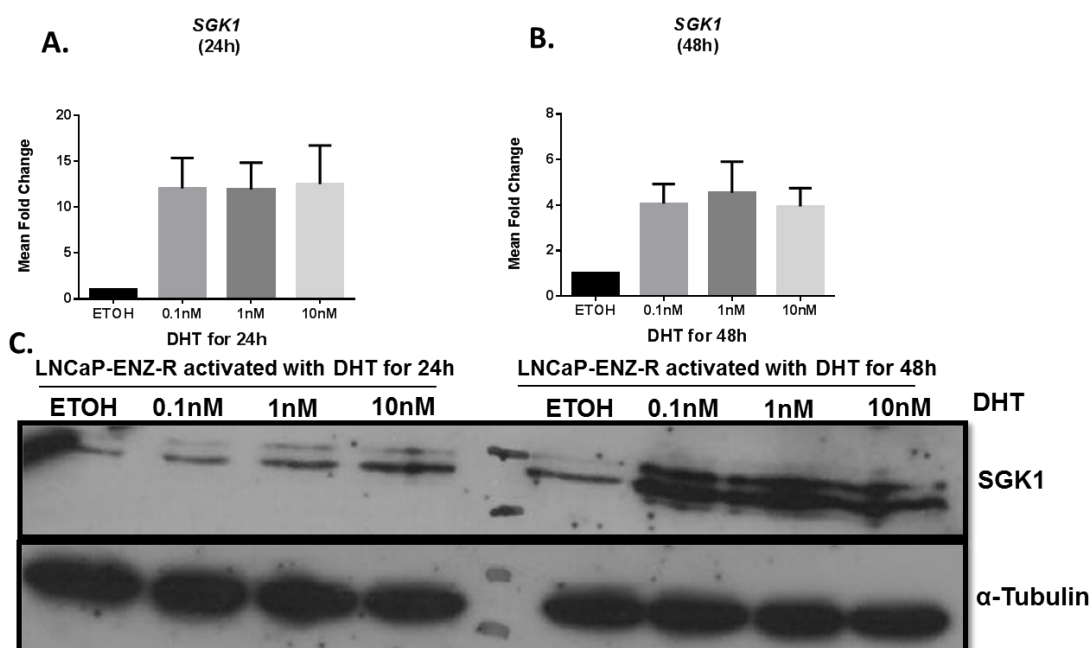 A.
SGK1
(24h)
Mean Fold Change
20
15
10
5
0
ETOH 0.1nM 1nM 10nM
DHT for 24h
B.
SGK1
(48h)
Mean Fold Change
8
6
4
2
0
ETOH 0.1nM 1nM 10nM
DHT for 48h
C.
LNCaP-ENZ-R activated with DHT for 24h
LNCaP-ENZ-R activated with DHT for 48h
ETOH 0.1nM 1nM 10nM
ETOH 0.1nM 1nM 10nM
DHT
SGK1
α-Tubulin